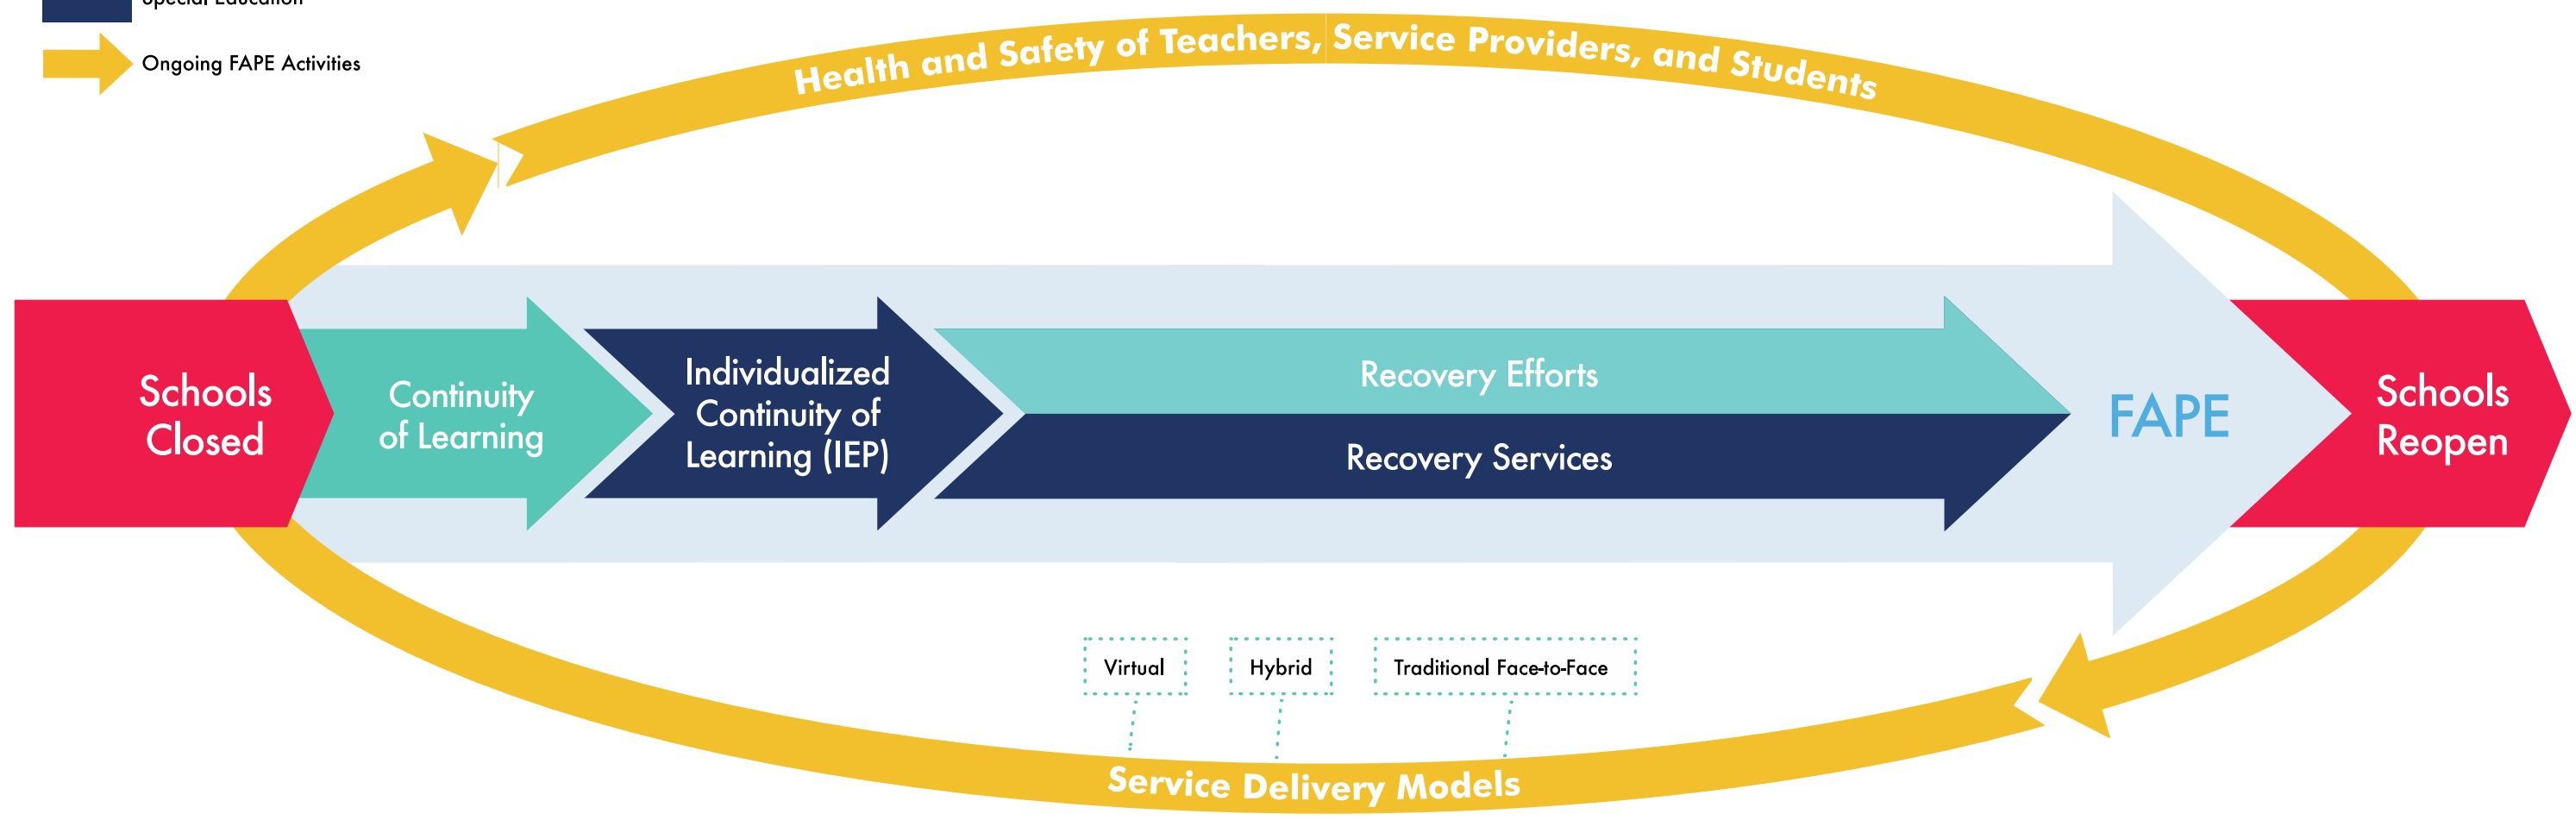 Special Education
Ongoing FAPE Activities
Health and Safety of Teachers, Service Providers, and Students
Schools
Closed
Continuity
of Learning
Individualized
Continuity of
Learning (IEP)
Recovery Efforts
Recovery Services
FAPE
Schools
Reopen
Virtual
Hybrid
Traditional Face-to-Face
Service Delivery Models